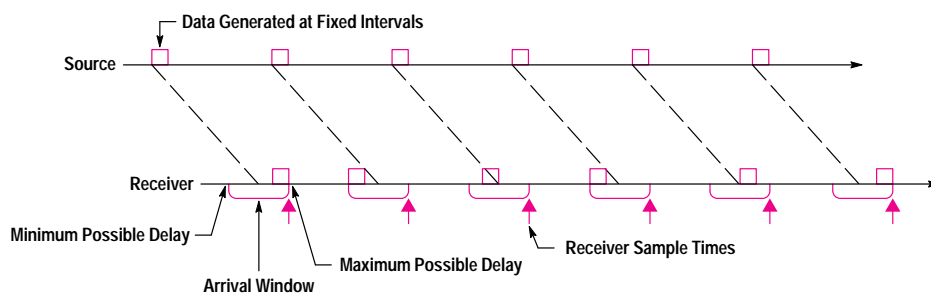 Data Generated at Fixed Intervals
Source
Receiver
Minimum Possible Delay
Receiver Sample Times
Maximum Possible Delay
Arrival Window